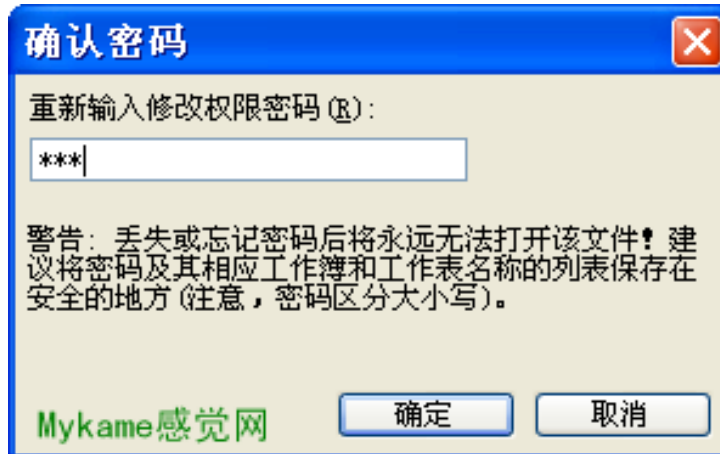 确认密码
重新输入修改权限密码(R):
***
警告：丢失或忘记密码后将永远无法打开该文件！建
议将密码及其相应工作簿和工作表名称的列表保存在
安全的地方(注意，密码区分大小写)。
Mykame感觉网
确定
取消